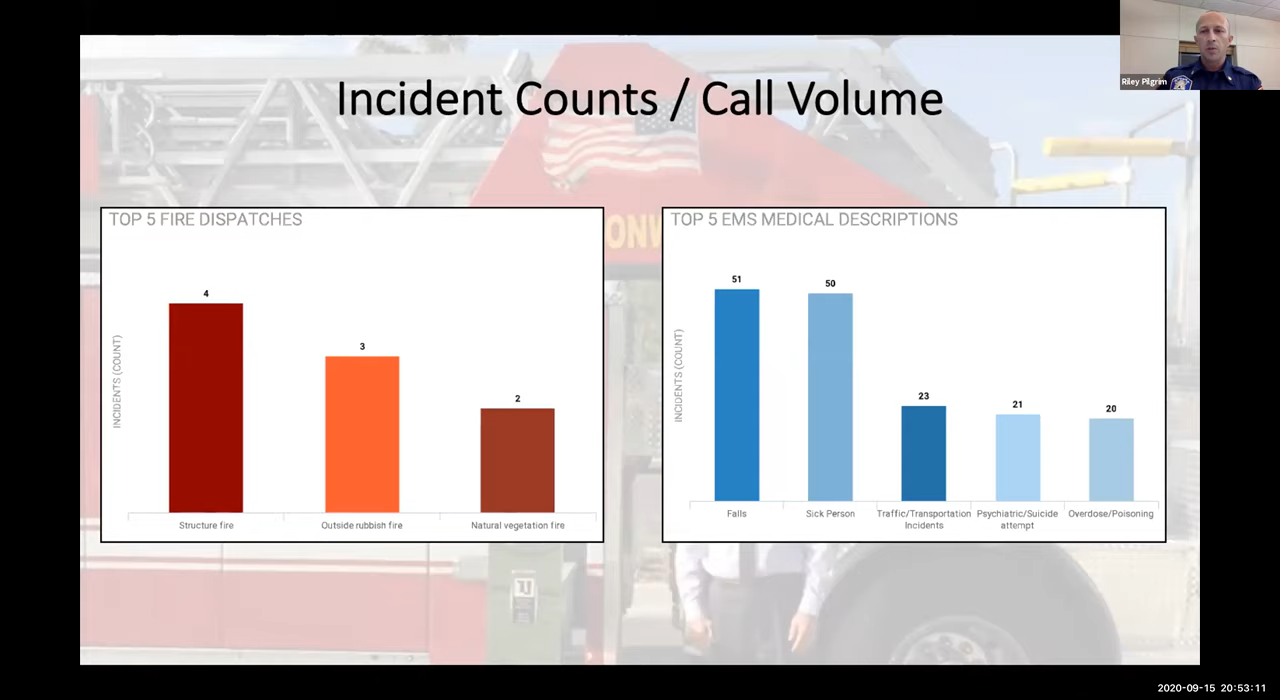 Riley Pilgrim
Incident Counts / Call Volume
TOP 5 FIRE DISPATCHES
INCIDENTS (COUNT)
4
3
2
Structure fire
Outside rubbish fire
Natural vegetation fire
TOP 5 EMS MEDICAL DESCRIPTIONS
INCIDENTS (COUNT)
51
50
23
21
20
Falls
Sick Person
Traffic/Transportation
Incidents
Psychiatric/Suicide
attempt
Overdose/Poisoning
2020-09-15 20:53:11